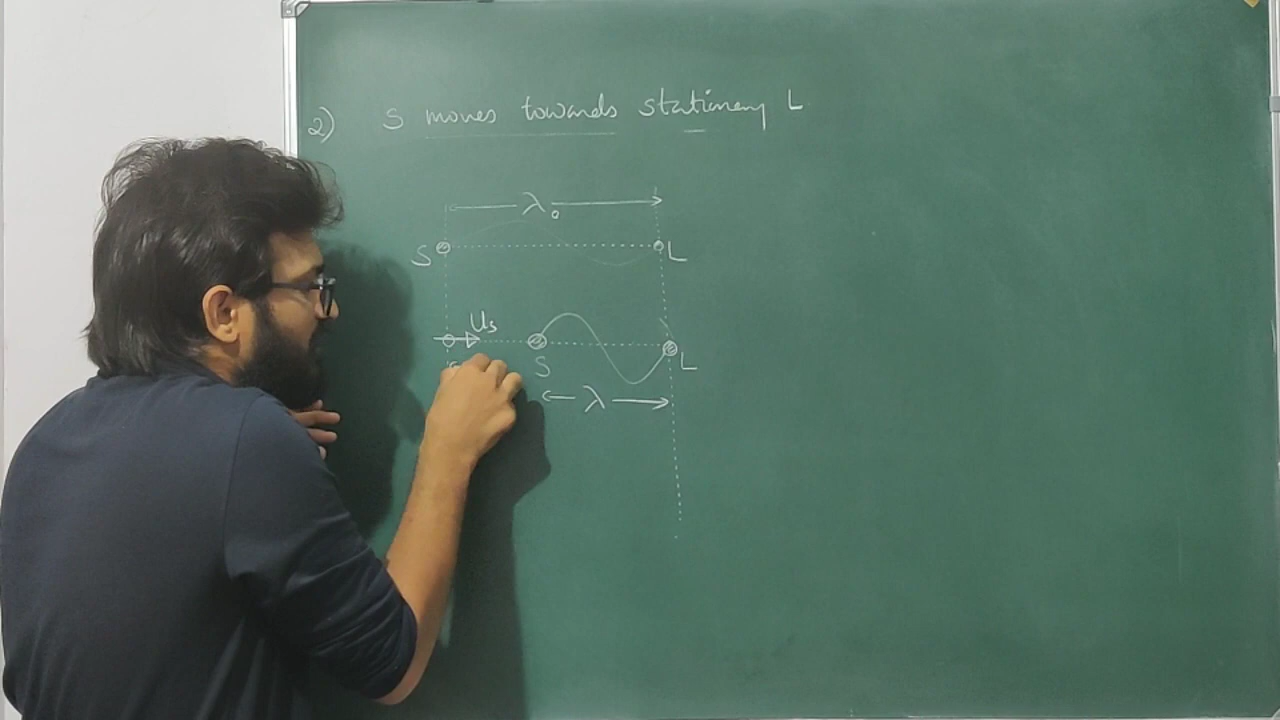 2) S moves towards stationary L
λ₀
S L
Us
S L
λ